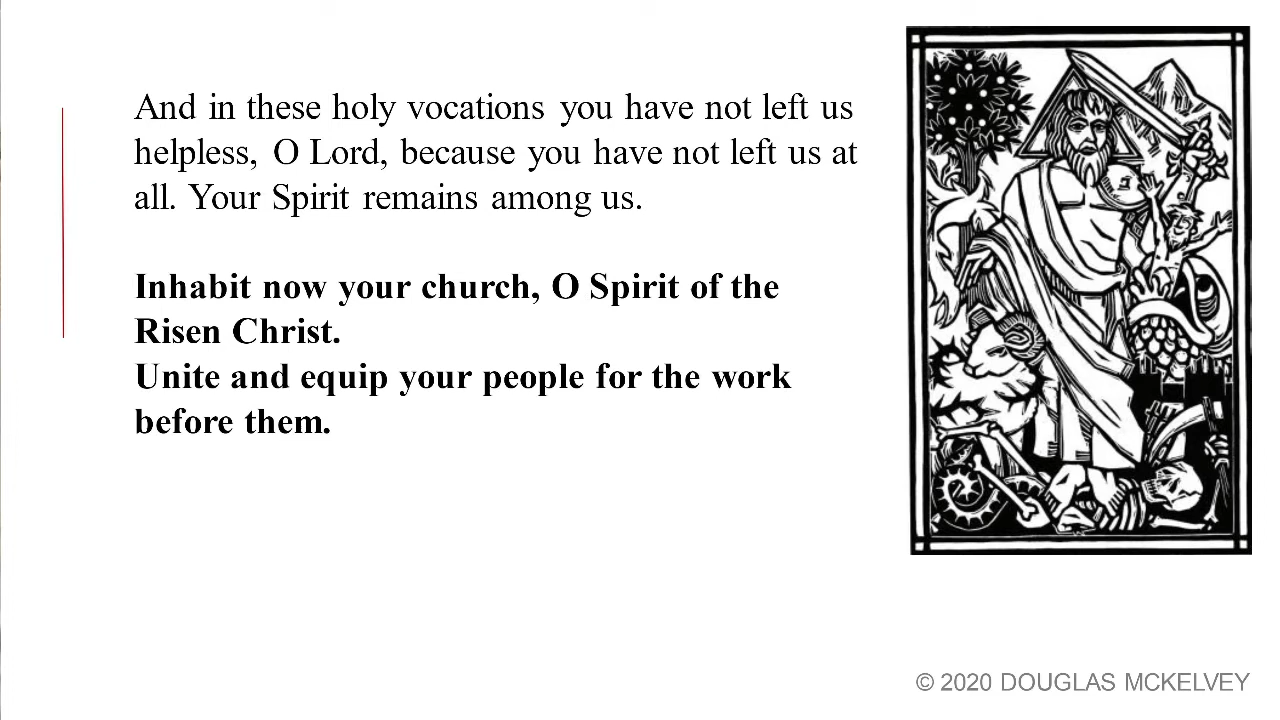 And in these holy vocations you have not left us
helpless, O Lord, because you have not left us at
all. Your Spirit remains among us.
Inhabit now your church, O Spirit of the
Risen Christ.
Unite and equip your people for the work
before them.
© 2020 DOUGLAS MCKELVEY